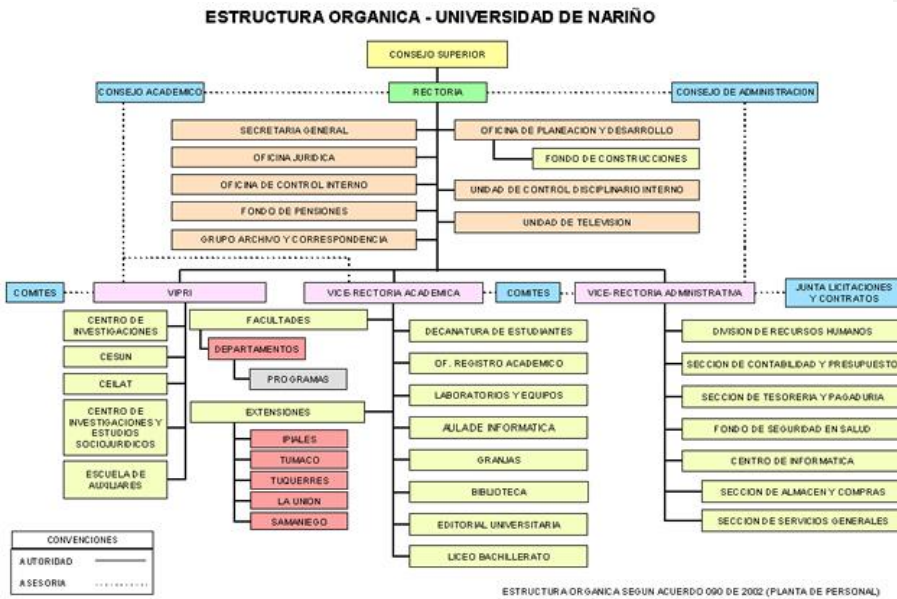 ESTRUCTURA ORGANICA - UNIVERSIDAD DE NARIÑO
CONSEJO SUPERIOR
CONSEJO ACADEMICO
RECTORIA
CONSEJO DE ADMINISTRACION
SECRETARIA GENERAL
OFICINA DE PLANEACION Y DESARROLLO
OFICINA JURIDICA
FONDO DE CONSTRUCCIONES
OFICINA DE CONTROL INTERNO
UNIDAD DE CONTROL DISCIPLINARIO INTERNO
FONDO DE PENSIONES
UNIDAD DE TELEVISION
GRUPO ARCHIVO Y CORRESPONDENCIA
COMITES
VIPRI
VICE-RECTORIA ACADEMICA
COMITES
VICE-RECTORIA ADMINISTRATIVA
JUNTA LICITACIONES
Y CONTRATOS
CENTRO DE
INVESTIGACIONES
CESUN
CEILAT
CENTRO DE
INVESTIGACIONES Y
ESTUDIOS
SOCIOJURIDICOS
ESCUELA DE
AUXILIARES
FACULTADES
DEPARTAMENTOS
PROGRAMAS
EXTENSIONES
IPIALES
TUMACO
TUQUERRES
LA UNION
SAMANIEGO
DECANATURA DE ESTUDIANTES
OF. REGISTRO ACADEMICO
LABORATORIOS Y EQUIPOS
AULA DE INFORMATICA
GRANJAS
BIBLIOTECA
EDITORIAL UNIVERSITARIA
LICEO BACHILLERATO
DIVISION DE RECURSOS HUMANOS
SECCION DE CONTABILIDAD Y PRESUPUESTO
SECCION DE TESORERIA Y PAGADURIA
FONDO DE SEGURIDAD EN SALUD
CENTRO DE INFORMATICA
SECCION DE ALMACEN Y COMPRAS
SECCION DE SERVICIOS GENERALES
CONVENCIONES
AUTORIDAD
ASESORIA
ESTRUCTURA ORGANICA SEGUN ACUERDO 090 DE 2002 (PLANTA DE PERSONAL)